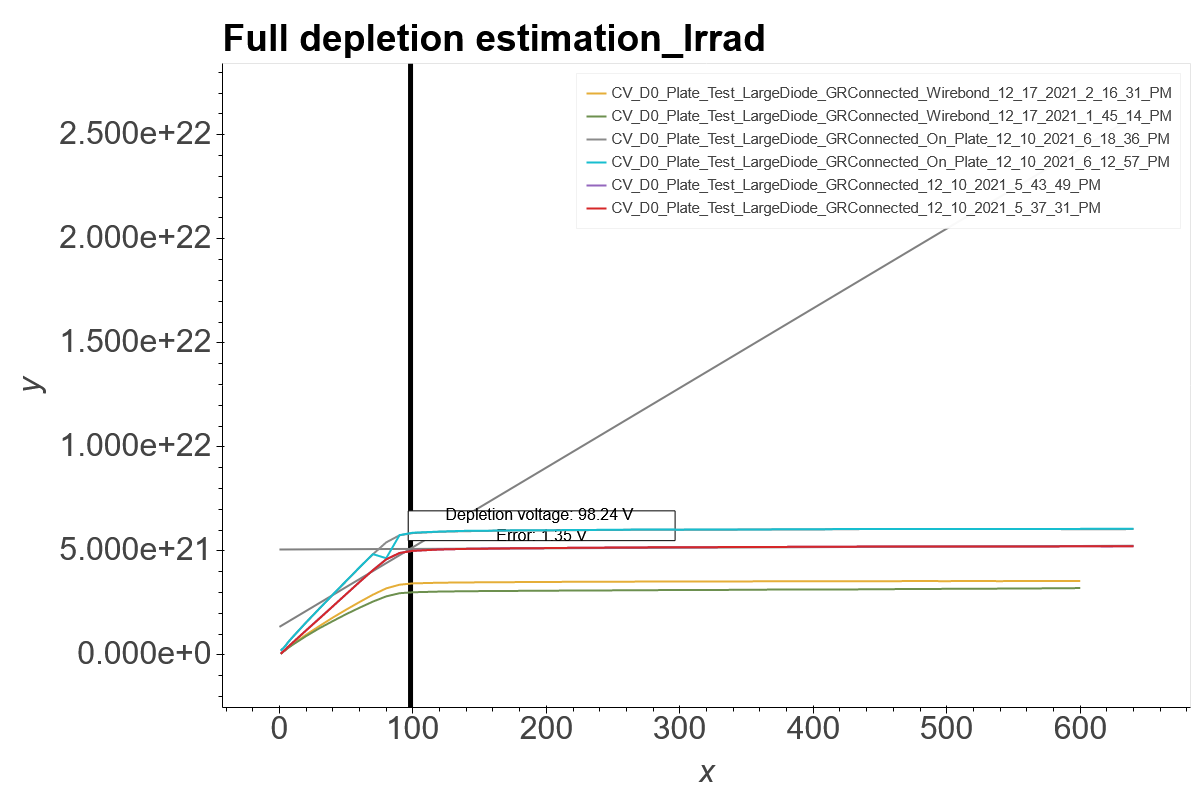 Full depletion estimation_Irrad
CV_D0_Plate_Test_LargeDiode_GRConnected_Wirebond_12_17_2021_2_16_31_PM
CV_D0_Plate_Test_LargeDiode_GRConnected_Wirebond_12_17_2021_1_45_14_PM
CV_D0_Plate_Test_LargeDiode_GRConnected_On_Plate_12_10_2021_6_18_36_PM
CV_D0_Plate_Test_LargeDiode_GRConnected_On_Plate_12_10_2021_6_12_57_PM
CV_D0_Plate_Test_LargeDiode_GRConnected_12_10_2021_5_43_49_PM
CV_D0_Plate_Test_LargeDiode_GRConnected_12_10_2021_5_37_31_PM
2.500e+22
2.000e+22
1.500e+22
1.000e+22
5.000e+21
0.000e+0
y
Depletion voltage: 98.24 V
Error: 1.35 V
0 100 200 300 400 500 600
x